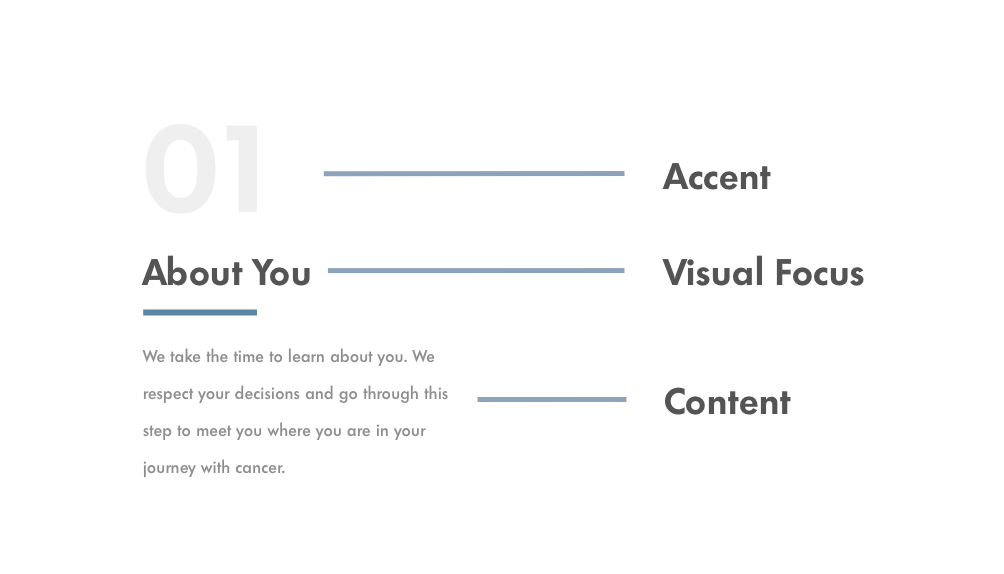 01
Accent
About You
Visual Focus
We take the time to learn about you. We
respect your decisions and go through this
step to meet you where you are in your
journey with cancer.
Content